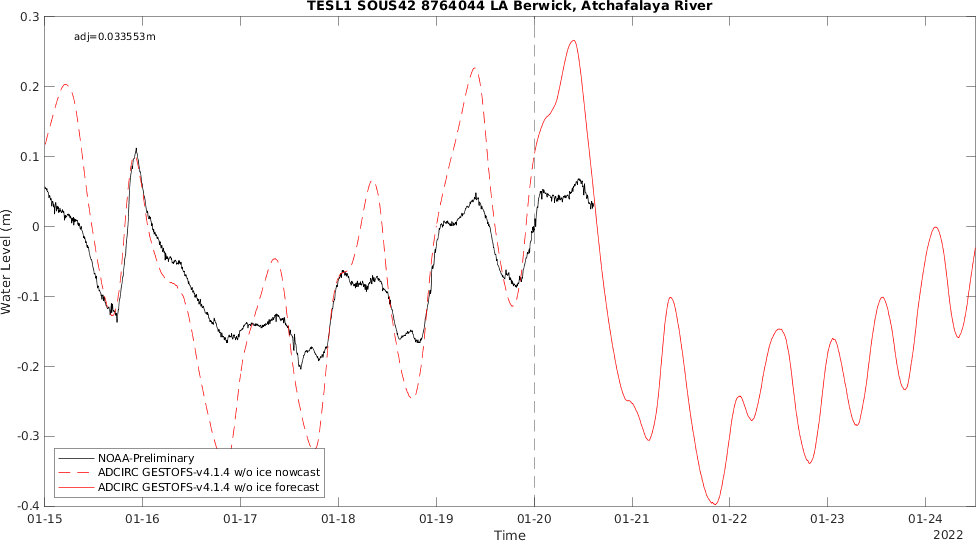 TESL1 SOUS42 8764044 LA Berwick, Atchafalaya River
adj=0.033553m
0.3
0.2
0.1
0
-0.1
-0.2
-0.3
-0.4
Water Level (m)
NOAA-Preliminary
ADCIRC GESTOFS-v4.1.4 w/o ice nowcast
ADCIRC GESTOFS-v4.1.4 w/o ice forecast
01-15 01-16 01-17 01-18 01-19 01-20 01-21 01-22 01-23 01-24
Time
2022